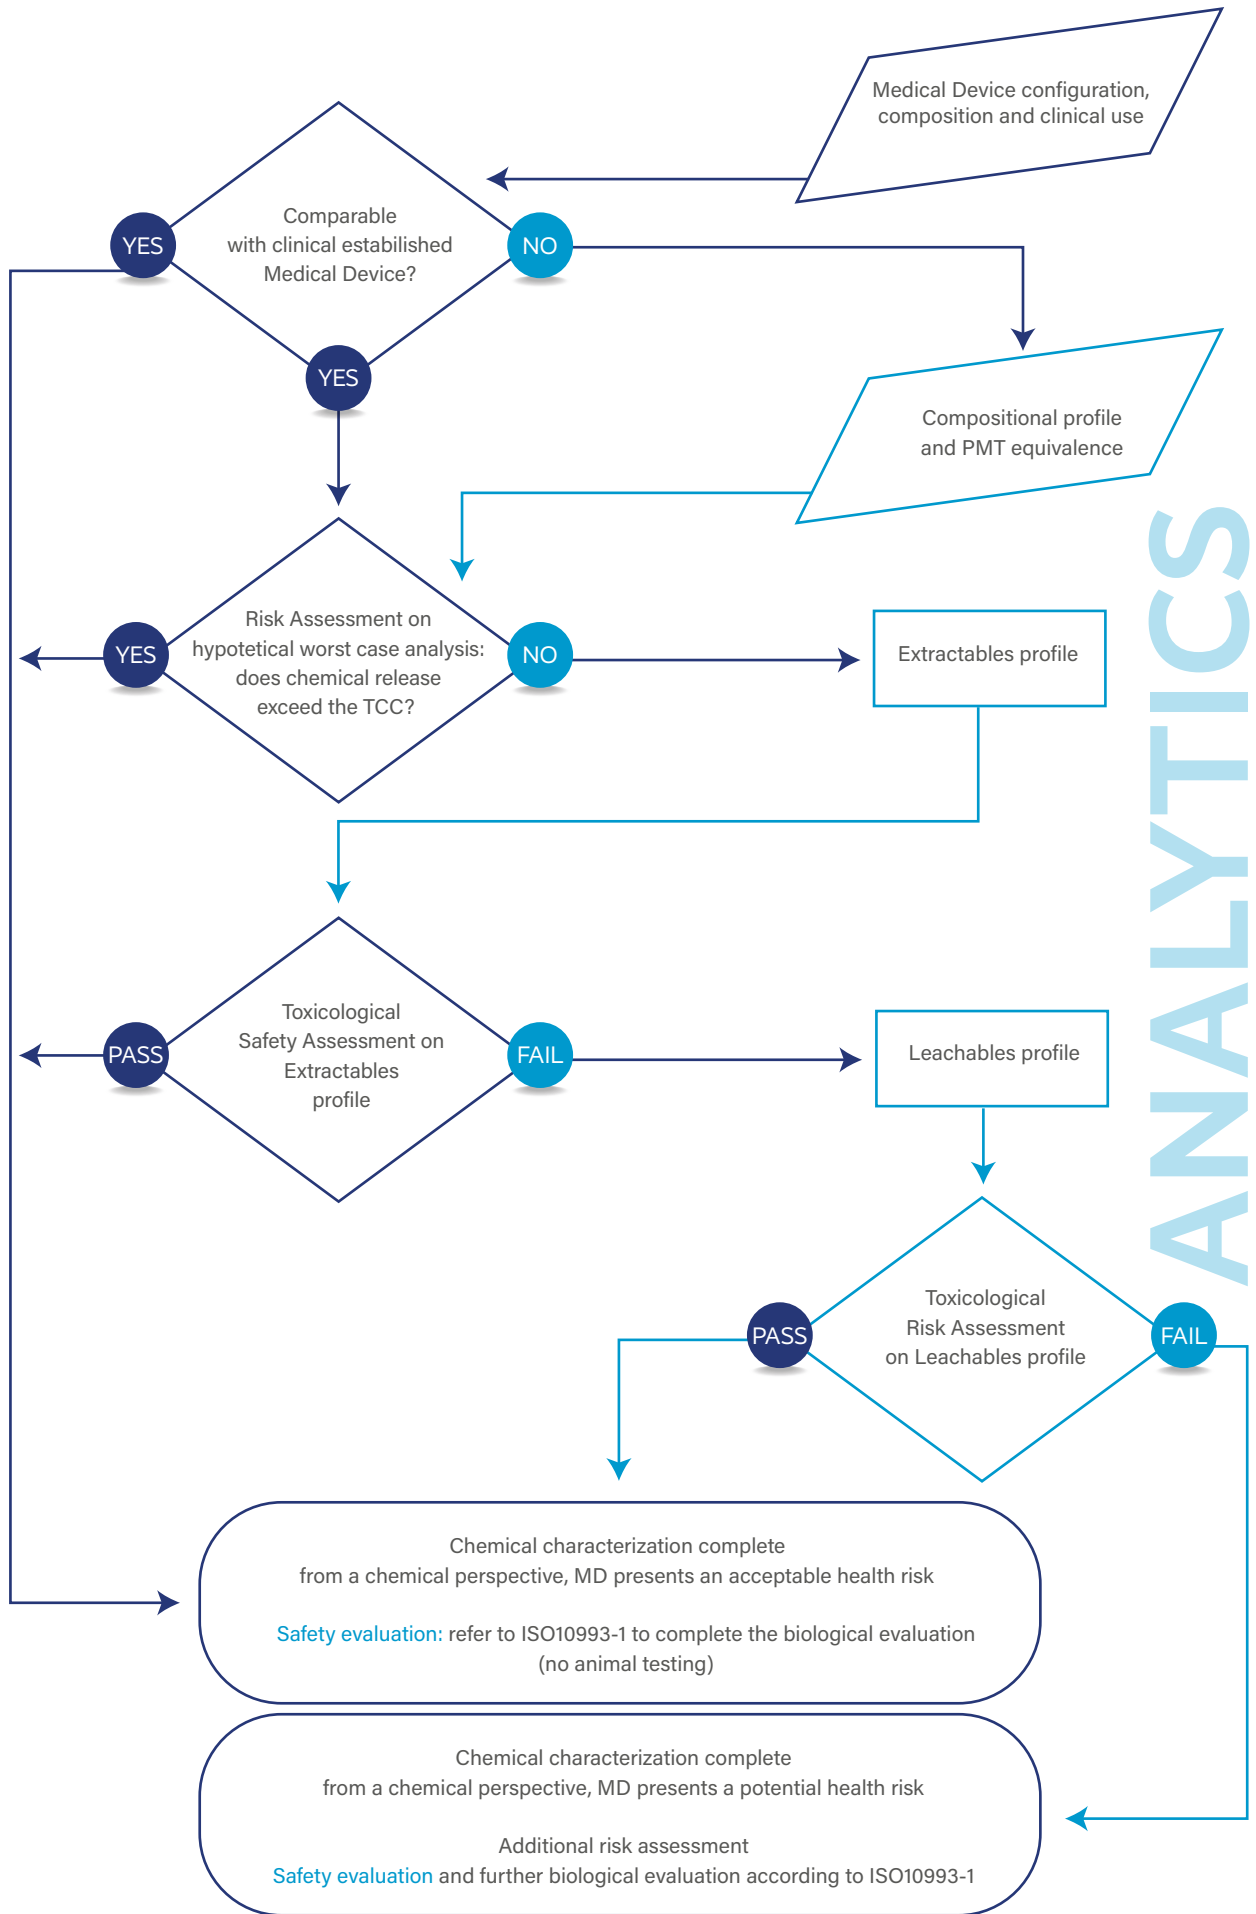 Medical Device configuration,
composition and clinical use
Comparable
with clinical estabilished
Medical Device?
YES
NO
YES
Compositional profile
and PMT equivalence
Risk Assessment on
hypotetical worst case analysis:
does chemical release
exceed the TCC?
YES
NO
Extractables profile
Toxicological
Safety Assessment on
Extractables
profile
PASS
FAIL
Leachables profile
Toxicological
Risk Assessment
on Leachables profile
PASS
FAIL
Chemical characterization complete
from a chemical perspective, MD presents an acceptable health risk
Safety evaluation: refer to ISO10993-1 to complete the biological evaluation
(no animal testing)
Chemical characterization complete
from a chemical perspective, MD presents a potential health risk
Additional risk assessment
Safety evaluation and further biological evaluation according to ISO10993-1
ANALYTICS